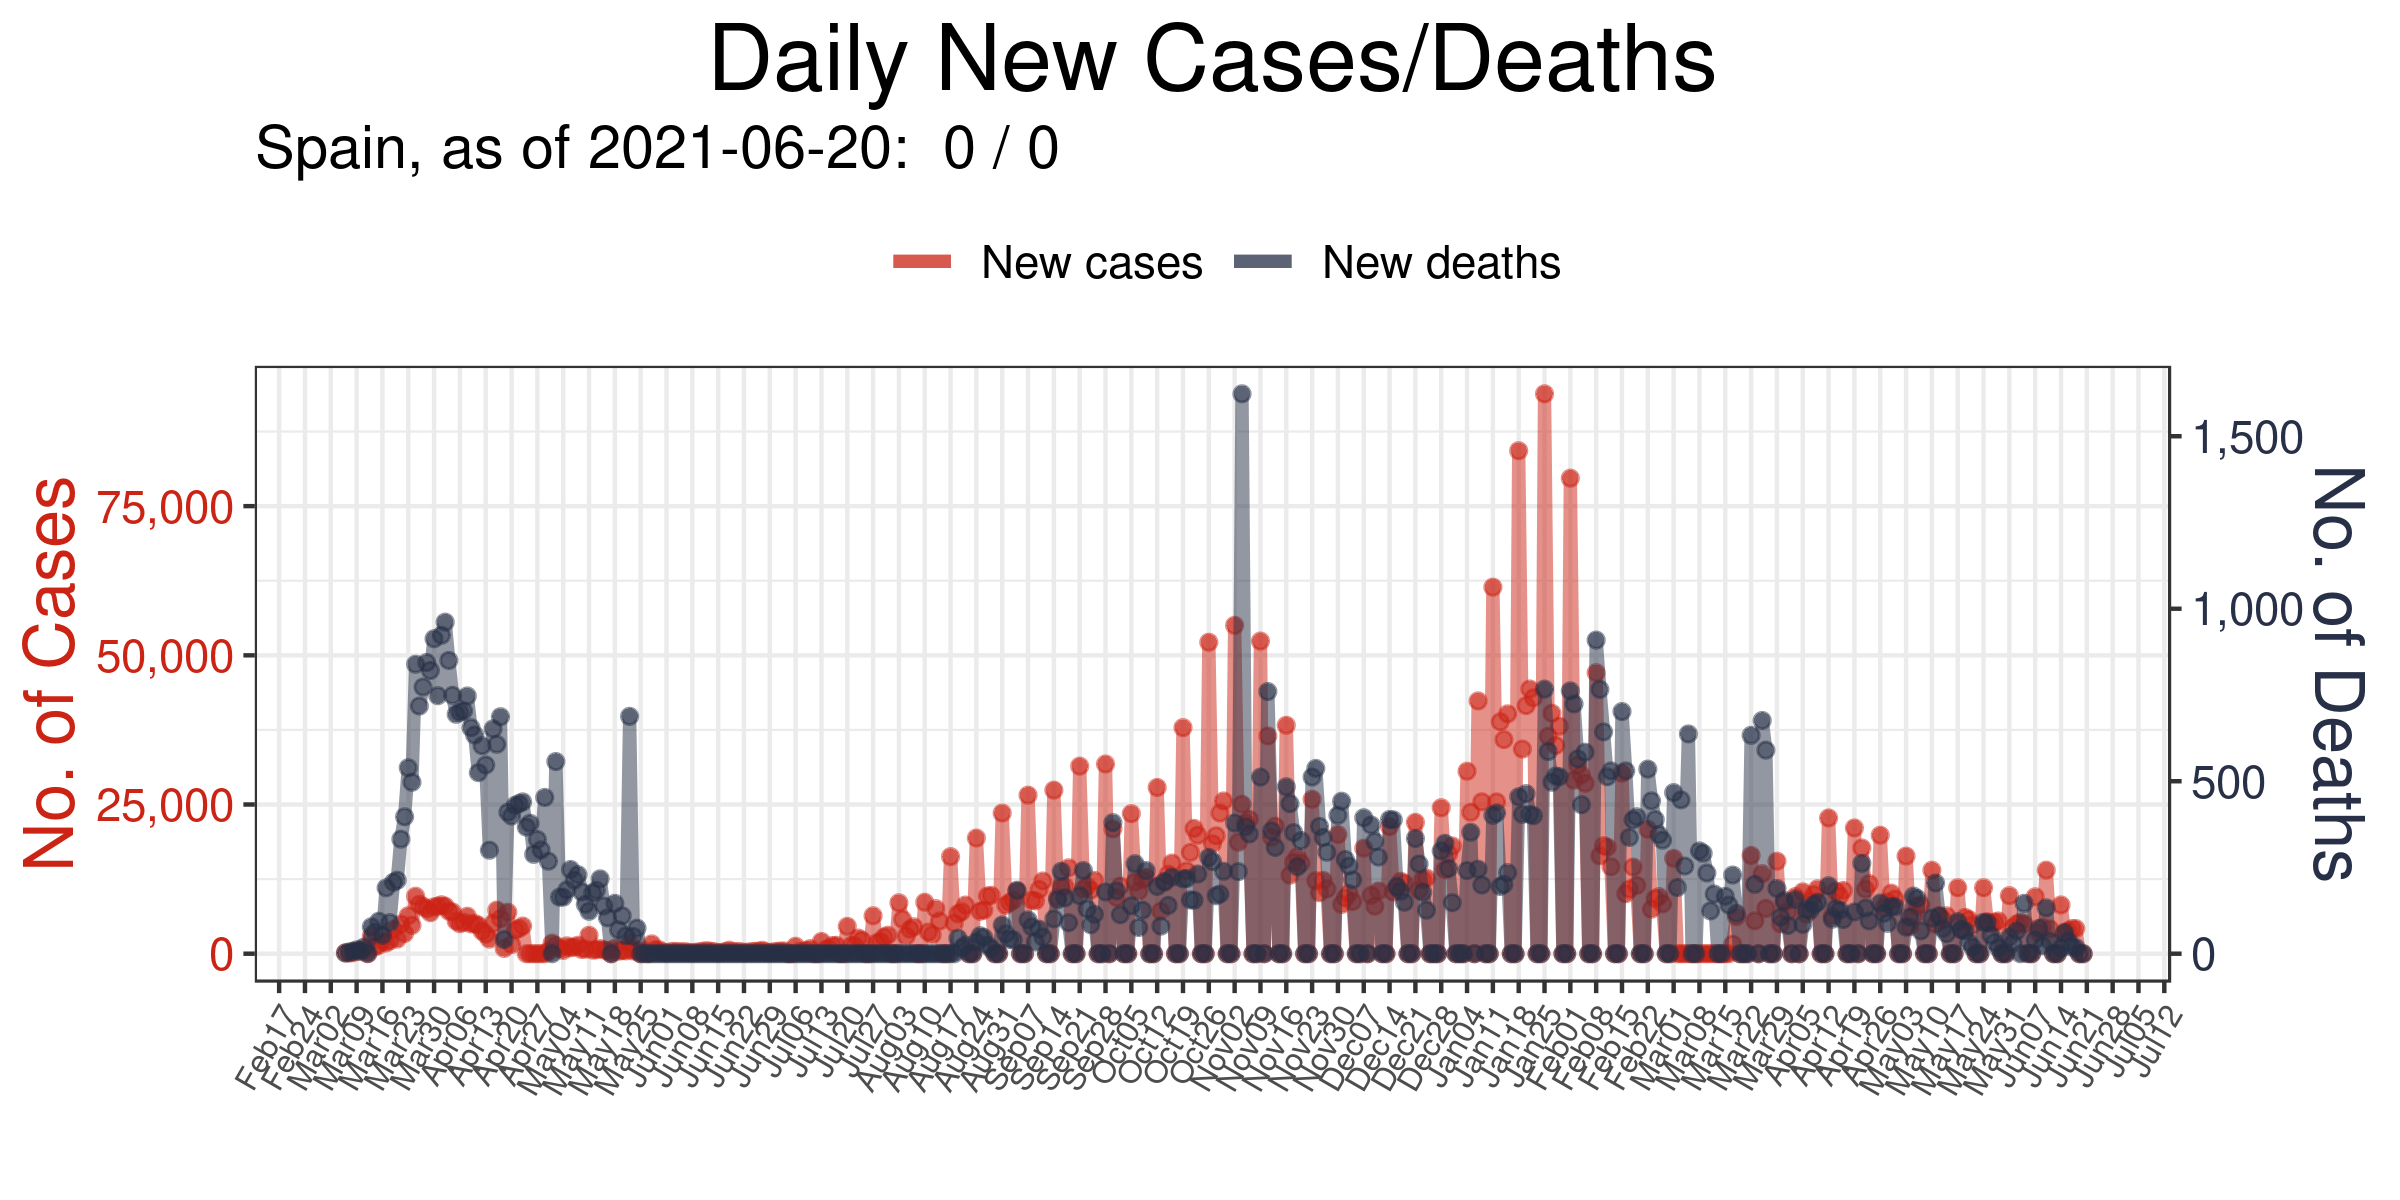 Daily New Cases/Deaths
Spain, as of 2021-06-20: 0 / 0
New cases
New deaths
No. of Cases
75,000
50,000
25,000
0
1,500
1,000
500
0
No. of Deaths
Feb17
Feb24
Mar02
Mar09
Mar16
Mar23
Mar30
Apr06
Apr13
Apr20
Apr27
May04
May11
May18
May25
Jun01
Jun08
Jun15
Jun22
Jun29
Jul06
Jul13
Jul20
Jul27
Aug03
Aug10
Aug17
Aug24
Aug31
Sep07
Sep14
Sep21
Sep28
Oct05
Oct12
Oct19
Oct26
Nov02
Nov09
Nov16
Nov23
Nov30
Dec07
Dec14
Dec21
Dec28
Jan04
Jan11
Jan18
Jan25
Feb01
Feb08
Feb15
Feb22
Mar01
Mar08
Mar15
Mar22
Mar29
Apr05
Apr12
Apr19
Apr26
May03
May10
May17
May24
May31
Jun07
Jun14
Jun21
Jun28
Jul05
Jul12